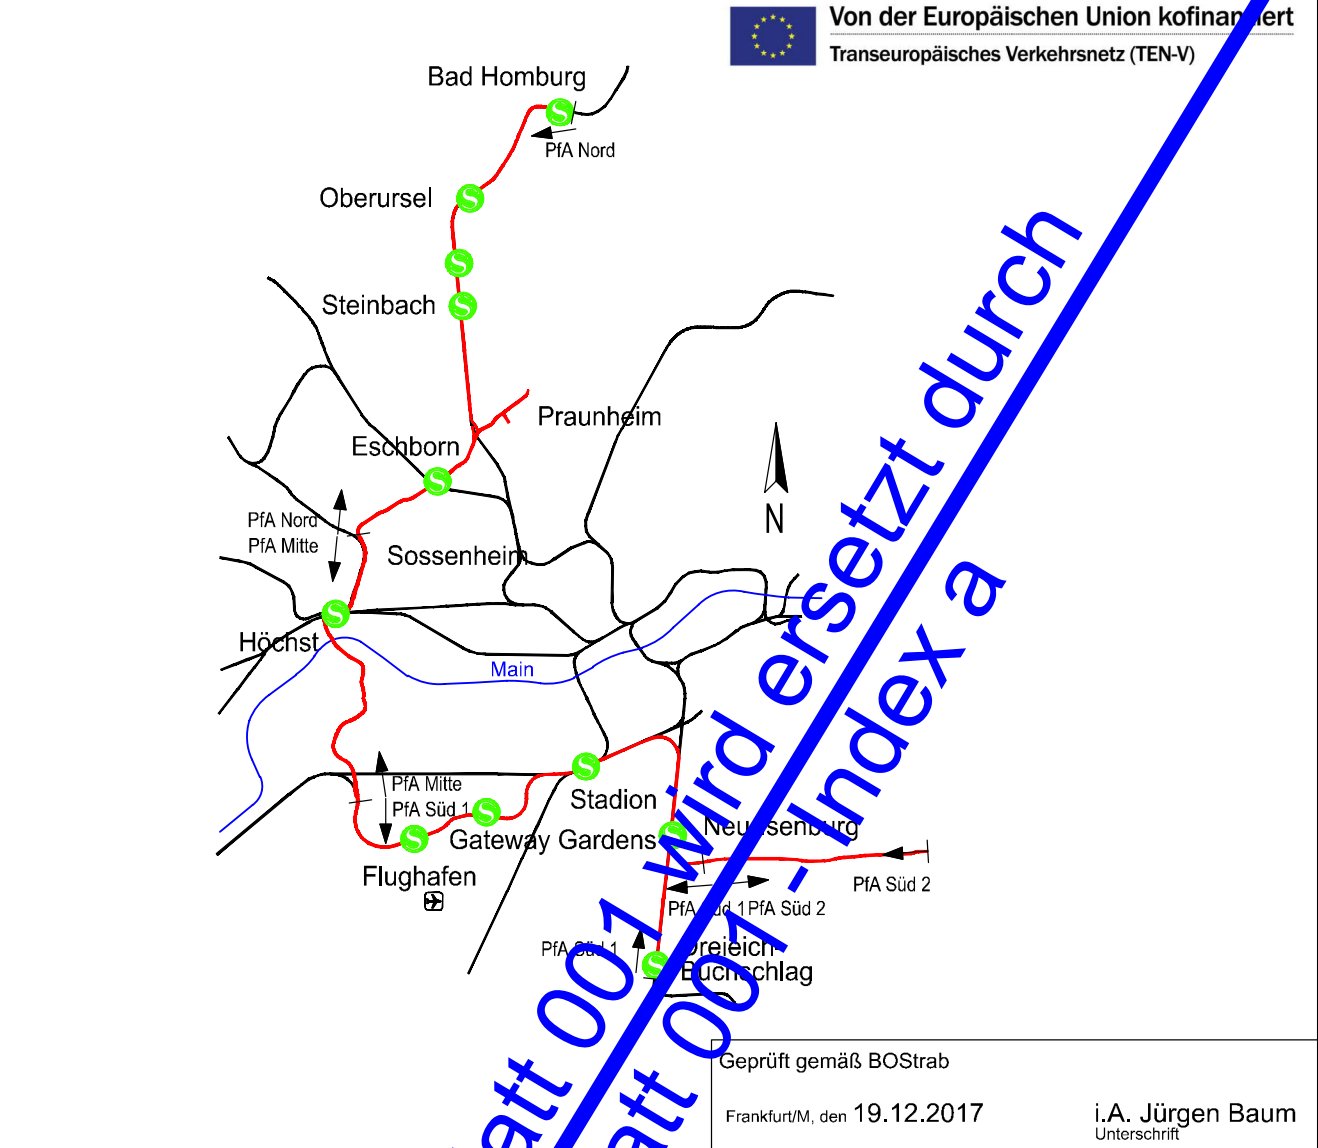 Von der Europäischen Union kofinanziert
Transeuropäisches Verkehrsnetz (TEN-V)
Bad Homburg
PfA Nord
Oberursel
Steinbach
Praunheim
Eschborn
PfA Nord
PfA Mitte
Sossenheim
N
Höchst
Main
PfA Mitte
PfA Süd 1
Stadion
Gateway Gardens
Neu-Isenburg
Flughafen
PfA Süd 2
PfA Süd 1 PfA Süd 2
PfA Süd 1
Dreieich-
Buchschlag
att 001 wird ersetzt durch
att 001 - Index a
Geprüft gemäß BOStrab
Frankfurt/M, den 19.12.2017
i.A. Jürgen Baum
Unterschrift